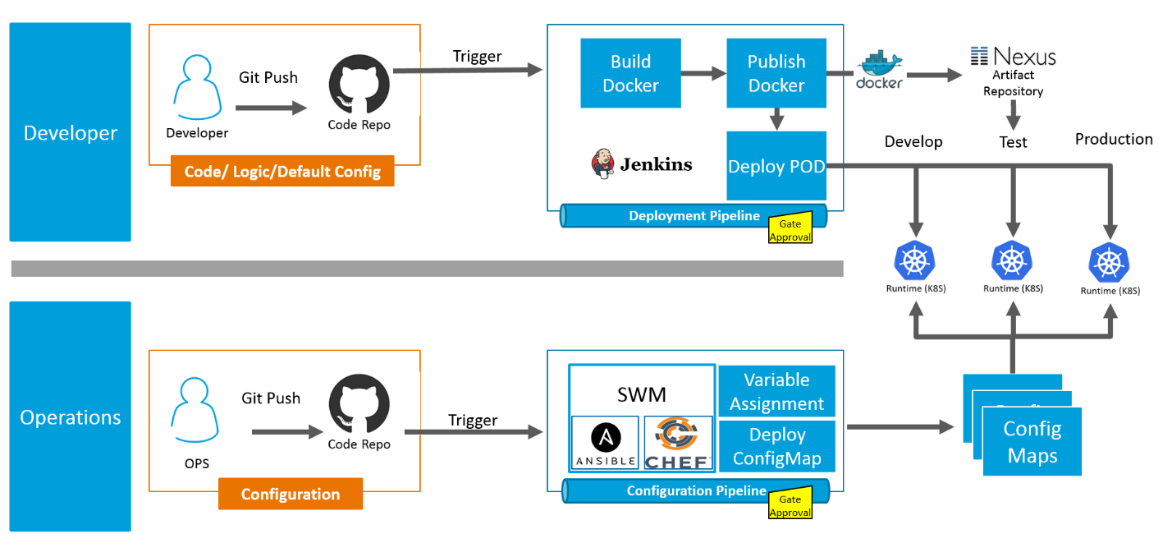 Developer
Git Push
Developer
Code Repo
Code/ Logic/Default Config
Trigger
Build
Docker
Publish
Docker
Jenkins
Deploy POD
Deployment Pipeline
Gate
Approval
docker
Nexus
Artifact
Repository
Develop
Test
Production
Runtime (K8S)
Runtime (K8S)
Runtime (K8S)
Operations
Git Push
OPS
Code Repo
Configuration
Trigger
SWM
ANSIBLE
CHEF
Variable
Assignment
Deploy
ConfigMap
Configuration Pipeline
Gate
Approval
Config
Maps